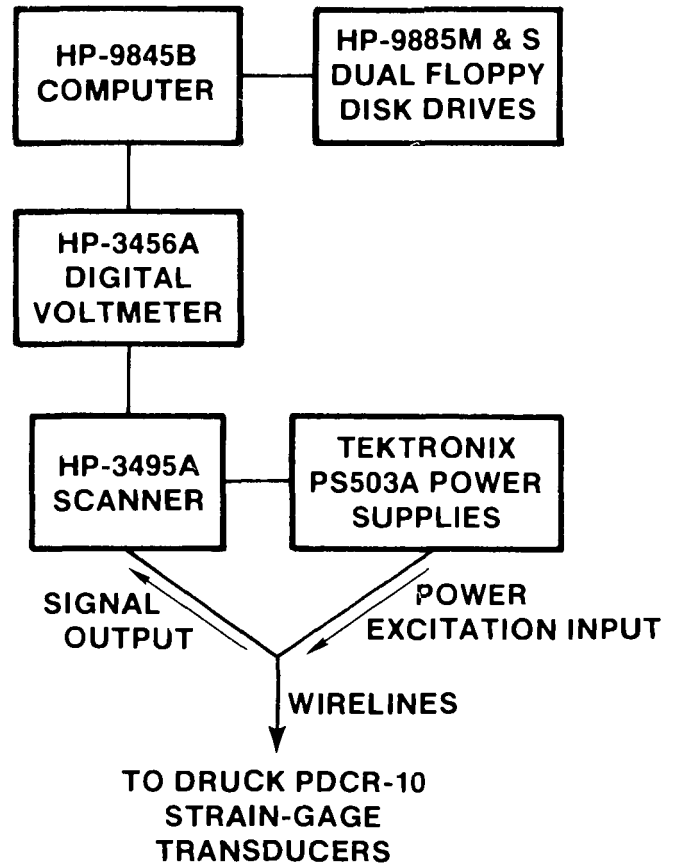 HP-9845B
COMPUTER
HP-9885M & S
DUAL FLOPPY
DISK DRIVES
HP-3456A
DIGITAL
VOLTMETER
HP-3495A
SCANNER
TEKTRONIX
PS503A POWER
SUPPLIES
SIGNAL
OUTPUT
POWER
EXCITATION INPUT
WIRELINES
TO DRUCK PDCR-10
STRAIN-GAGE
TRANSDUCERS